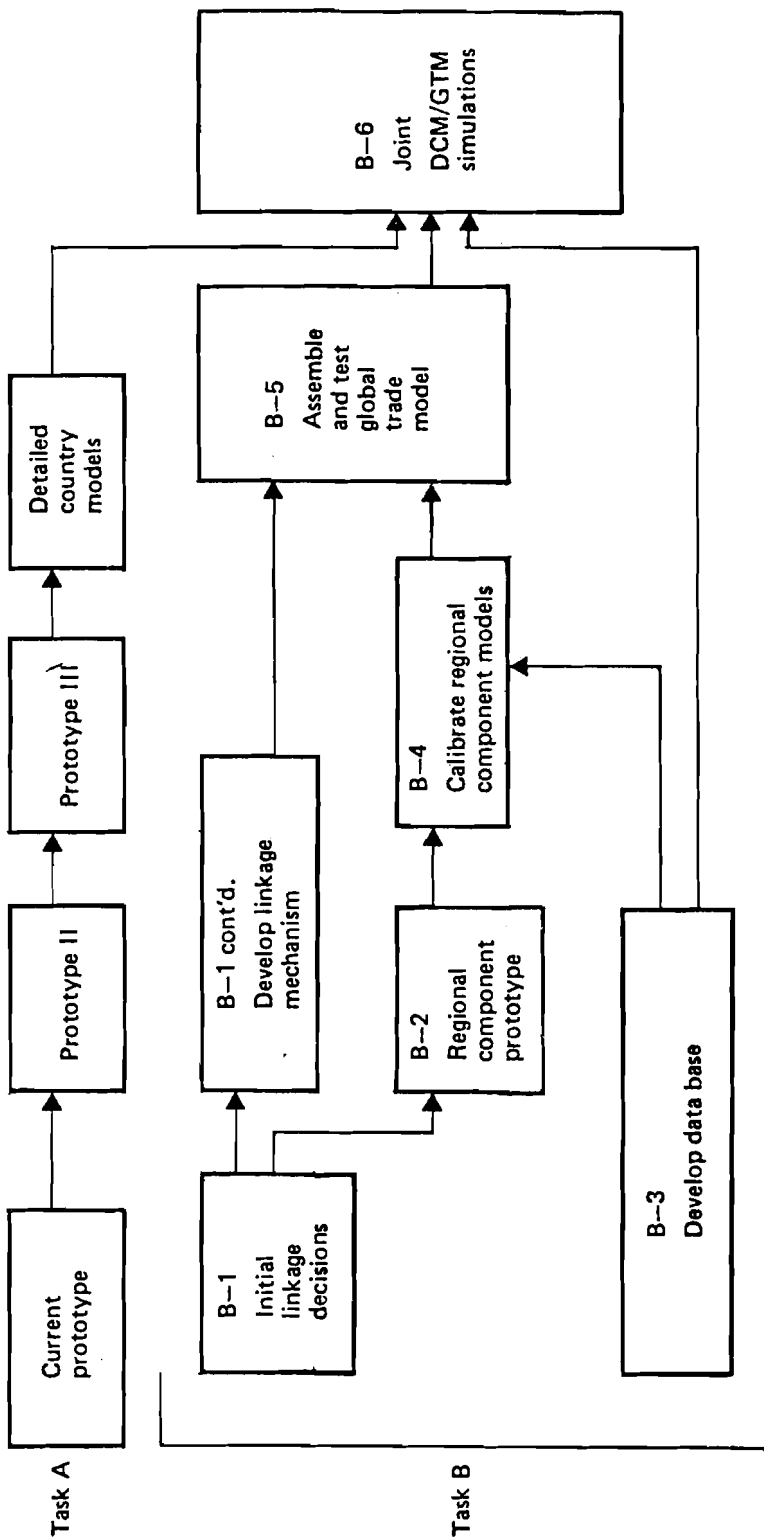 Task A
Current
prototype
Prototype II
Prototype III
Detailed
country
models
Task B
B–1
Initial
linkage
decisions
B–1 cont'd.
Develop linkage
mechanism
B–2
Regional
component
prototype
B–3
Develop data base
B–4
Calibrate regional
component models
B–5
Assemble
and test
global
trade
model
B–6
Joint
DCM/GTM
simulations